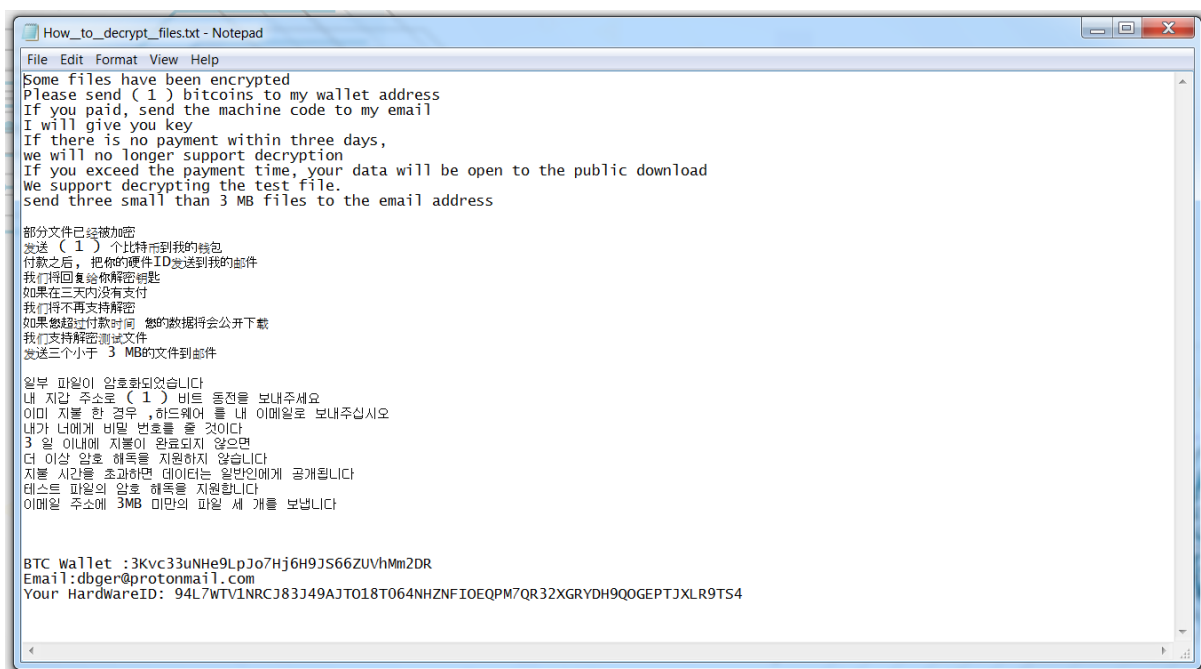 How__to__decrypt__files.txt - Notepad
File Edit Format View Help
Some files have been encrypted
Please send ( 1 ) bitcoins to my wallet address
If you paid, send the machine code to my email
I will give you key
If there is no payment within three days,
we will no longer support decryption
If you exceed the payment time, your data will be open to the public download
We support decrypting the test file.
send three small than 3 MB files to the email address
部分文件已经被加密
发送 ( 1 ) 个比特币到我的钱包
付款之后, 把你的硬件ID发送到我的邮件
我们将回复给你解密钥匙
如果在三天内没有支付
我们将不再支持解密
如果您超过付款时间 您的数据将会公开下载
我们支持解密测试文件
发送三个小于 3 MB的文件到邮件
일부 파일이 암호화되었습니다
내 지갑 주소로 ( 1 ) 비트 동전을 보내주세요
이미 지불 한 경우 ,하드웨어 를 내 이메일로 보내주십시오
내가 너에게 비밀 번호를 줄 것이다
3 일 이내에 지불이 완료되지 않으면
더 이상 암호 해독을 지원하지 않습니다
지불 시간을 초과하면 데이터는 일반인에게 공개됩니다
테스트 파일의 암호 해독을 지원합니다
이메일 주소에 3MB 미만의 파일 세 개를 보냅니다
BTC Wallet :3Kvc33uNHe9LpJo7Hj6H9JS66ZUVhMm2DR
Email:dbger@protonmail.com
Your HardWareID: 94L7WTV1NRCJ83J49AJTO18TO64NHZNFIOEQPM7QR32XGRYDH9QOGEPTJXLR9TS4